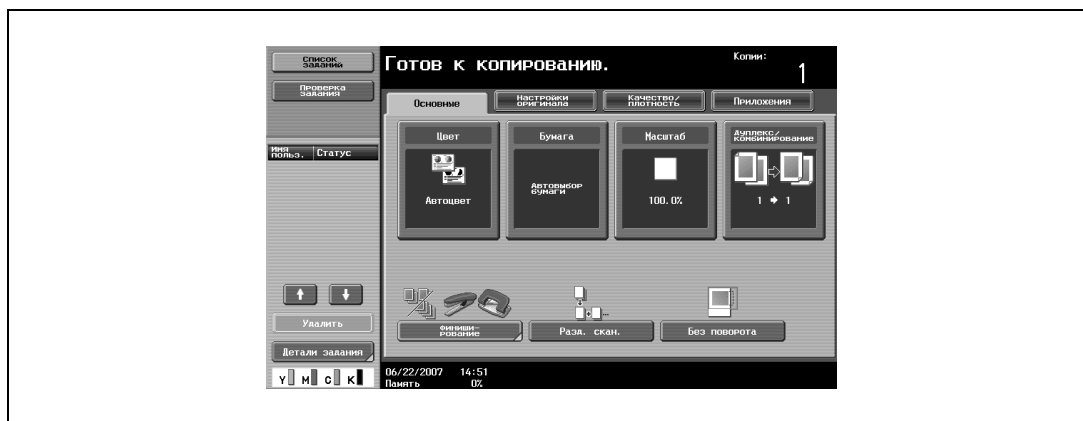 Список
заданий
Готов к копированию.
Копии:
1
Проверка
задания
Основные
Настройки
оригинала
Качество/
плотность
Приложения
Имя
польз.
Статус
Цвет
Бумага
Масштаб
Дуплекс/
комбинирование
Автоцвет
Автовыбор
бумаги
100.0%
1 → 1
Удалить
Финиши-
рование
Разд. скан.
Без поворота
Детали задания
Y M C K
06/22/2007 14:51
Память 0%